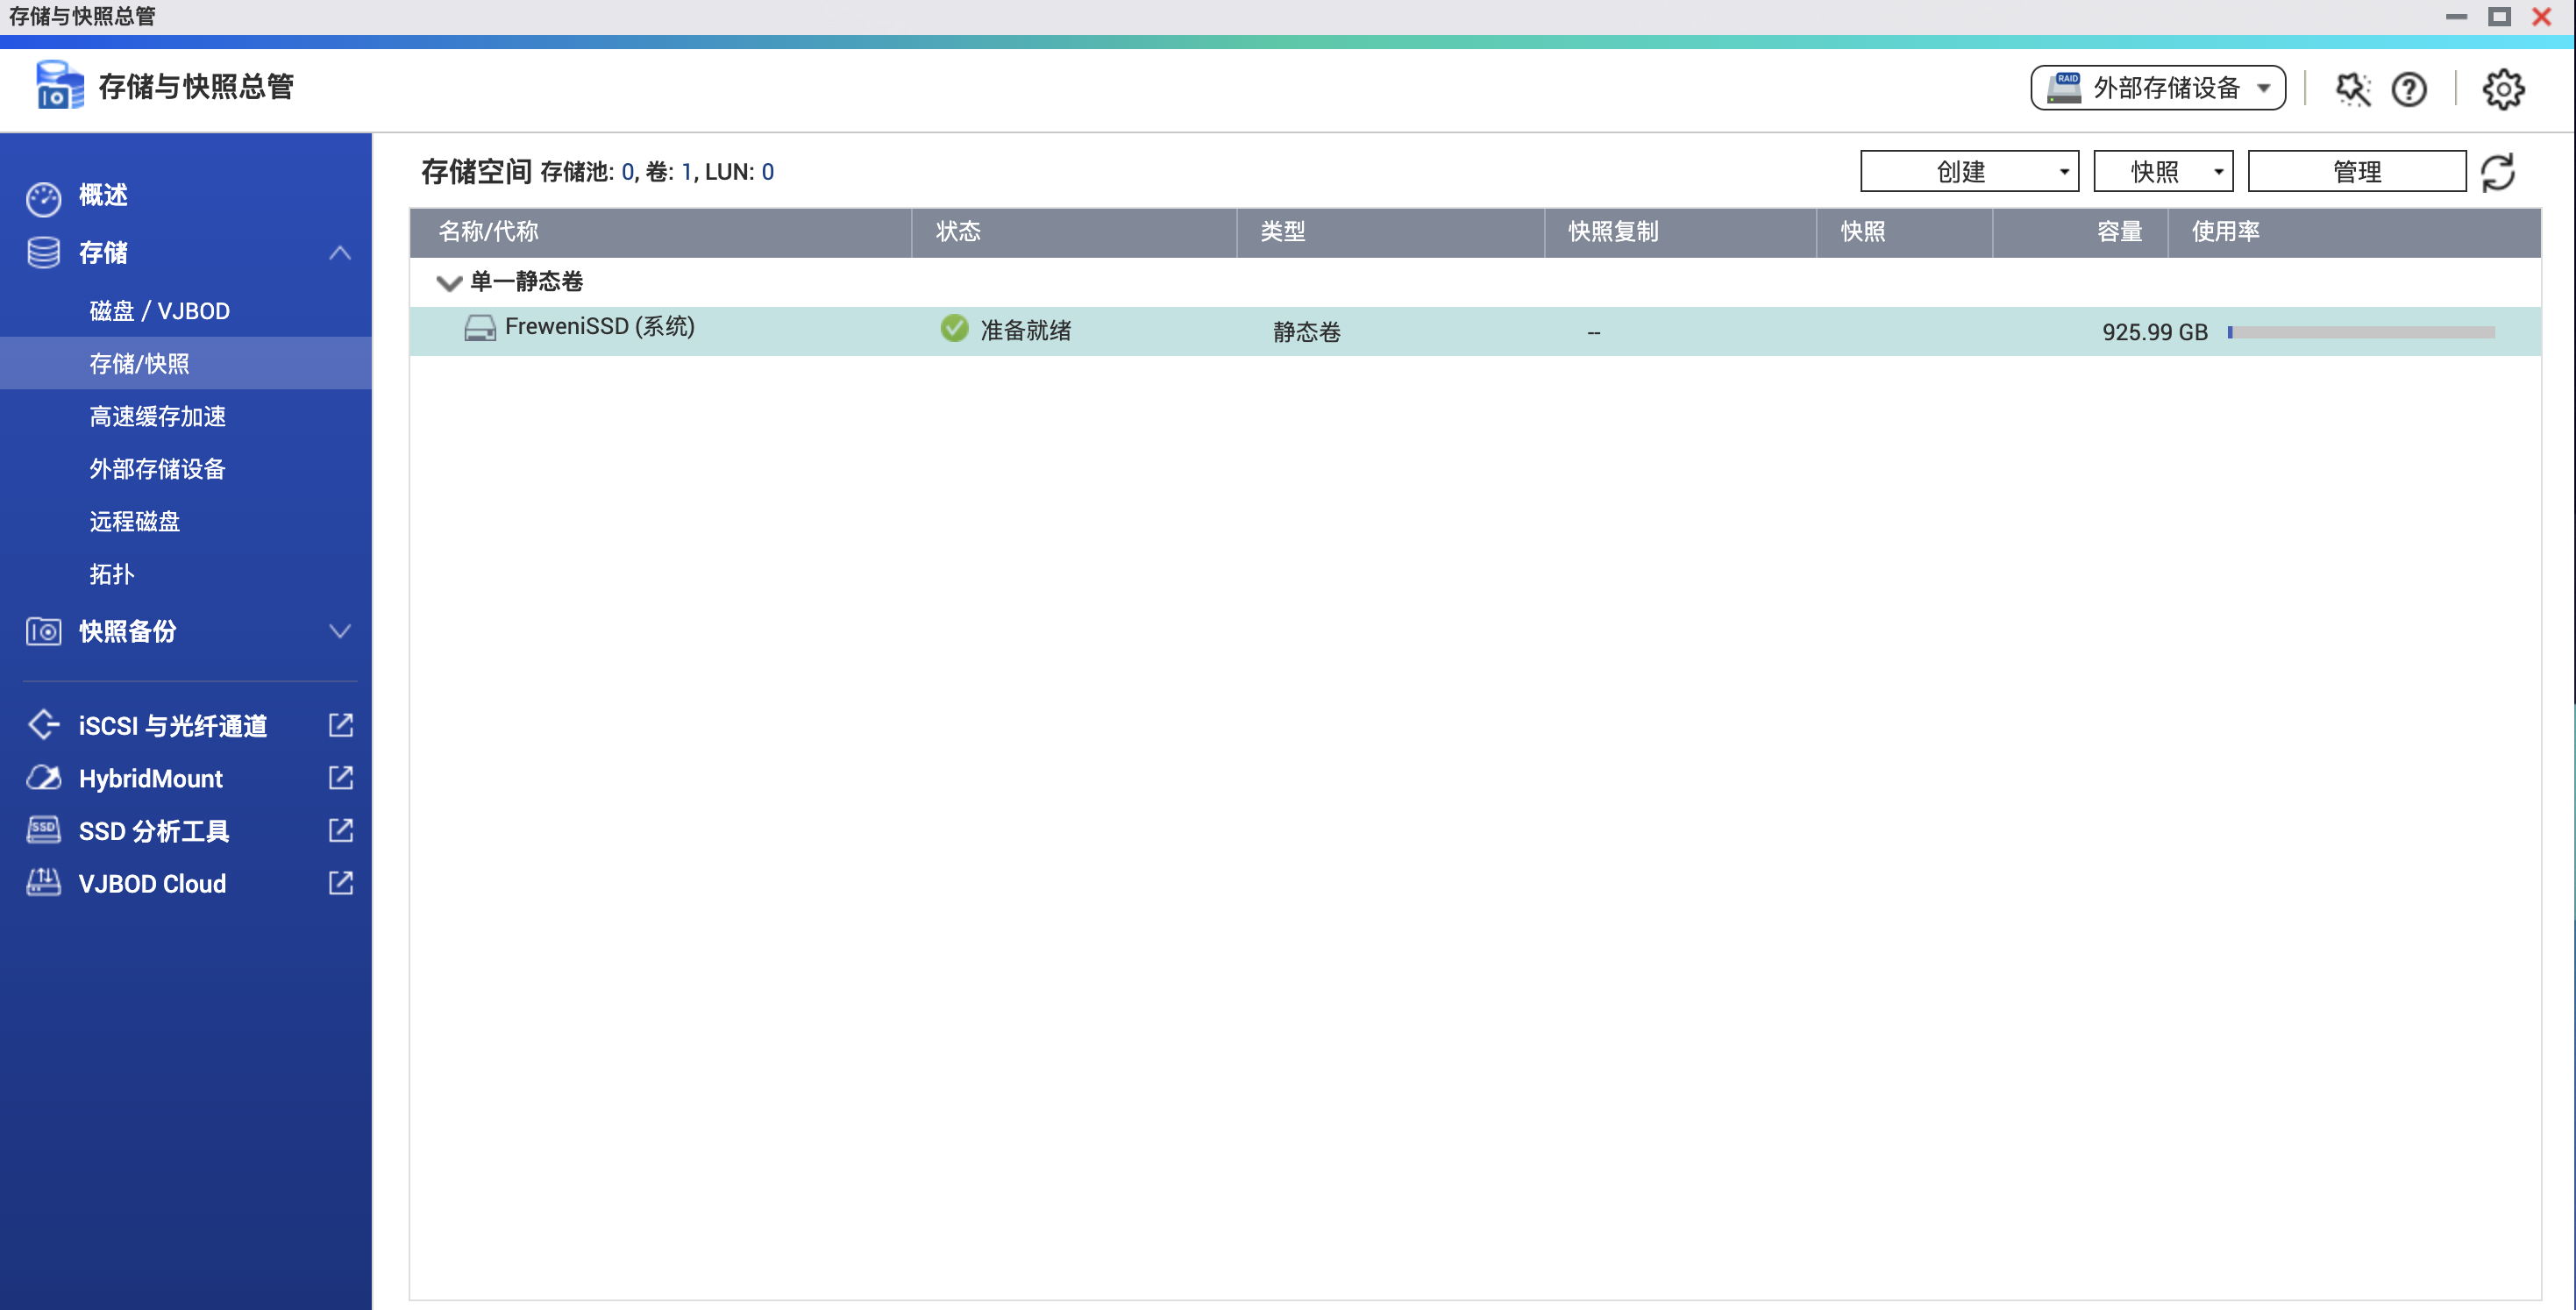 存储与快照总管
存储与快照总管
RAID 外部存储设备
概述
存储
磁盘 / VJBOD
存储/快照
高速缓存加速
外部存储设备
远程磁盘
拓扑
快照备份
iSCSI 与光纤通道
HybridMount
SSD SSD 分析工具
VJBOD Cloud
存储空间 存储池: 0, 卷: 1, LUN: 0
创建 快照 管理
名称/代称 状态 类型 快照复制 快照 容量 使用率
单一静态卷
FreweniSSD (系统) 准备就绪 静态卷 -- 925.99 GB